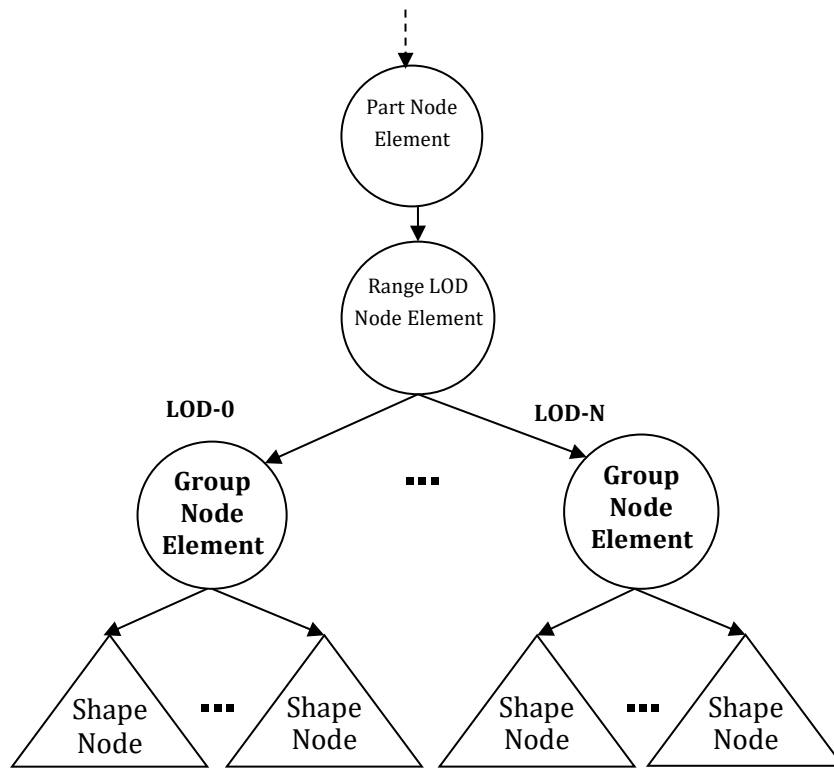 Part Node
Element
Range LOD
Node Element
LOD-0
LOD-N
Group
Node
Element
...
Group
Node
Element
Shape
Node
...
Shape
Node
Shape
Node
...
Shape
Node